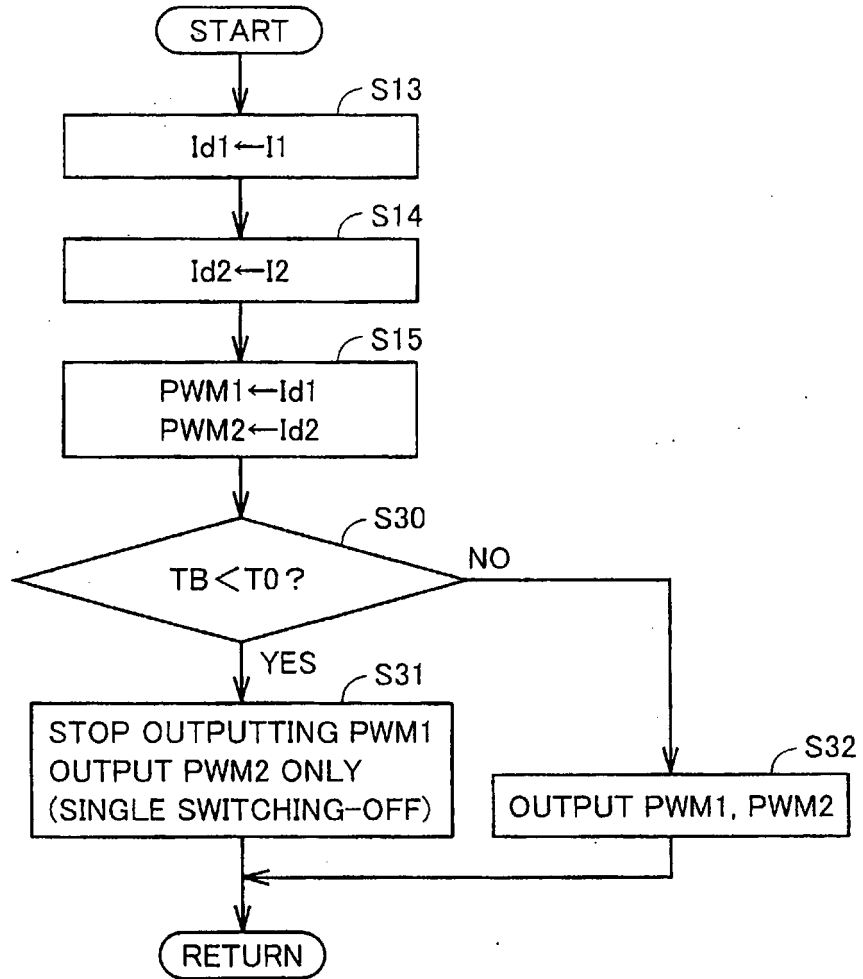 START
S13
Id1←I1
S14
Id2←I2
S15
PWM1←Id1
PWM2←Id2
S30
TB<T0?
NO
YES
S31
STOP OUTPUTTING PWM1
OUTPUT PWM2 ONLY
(SINGLE SWITCHING-OFF)
S32
OUTPUT PWM1, PWM2
RETURN